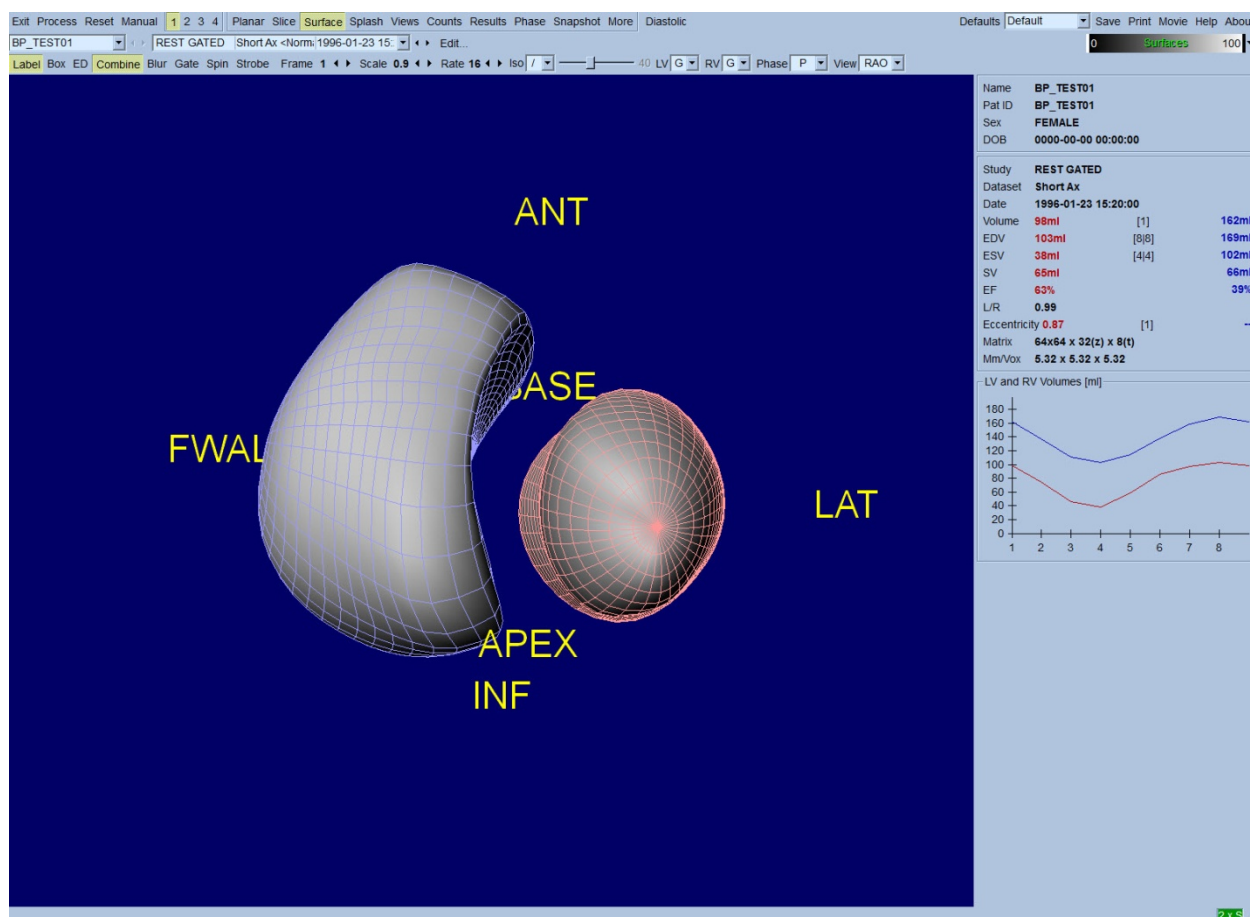 Exit Process Reset Manual 1 2 3 4 Planar Slice Surface Splash Views Counts Results Phase Snapshot More Diastolic Defaults Default Save Print Movie Help Abou
BP_TEST01 REST GATED Short Ax <Norm 1996-01-23 15: Edit... 0 Surfaces 100
Label Box ED Combine Blur Gate Spin Strobe Frame 1 Scale 0.9 Rate 16 Iso / 40 LV G RV G Phase P View RAO
ANT
BASE
FWAL
LAT
APEX
INF
Name BP_TEST01
Pat ID BP_TEST01
Sex FEMALE
DOB 0000-00-00 00:00:00
Study REST GATED
Dataset Short Ax
Date 1996-01-23 15:20:00
Volume 98ml [1] 162ml
EDV 103ml [8|8] 169ml
ESV 38ml [4|4] 102ml
SV 65ml 66ml
EF 63% 39%
L/R 0.99
Eccentricity 0.87 [1] --
Matrix 64x64 x 32(z) x 8(t)
Mm/Vox 5.32 x 5.32 x 5.32
LV and RV Volumes [ml]
180
160
140
120
100
80
60
40
20
0
1 2 3 4 5 6 7 8
2 x S